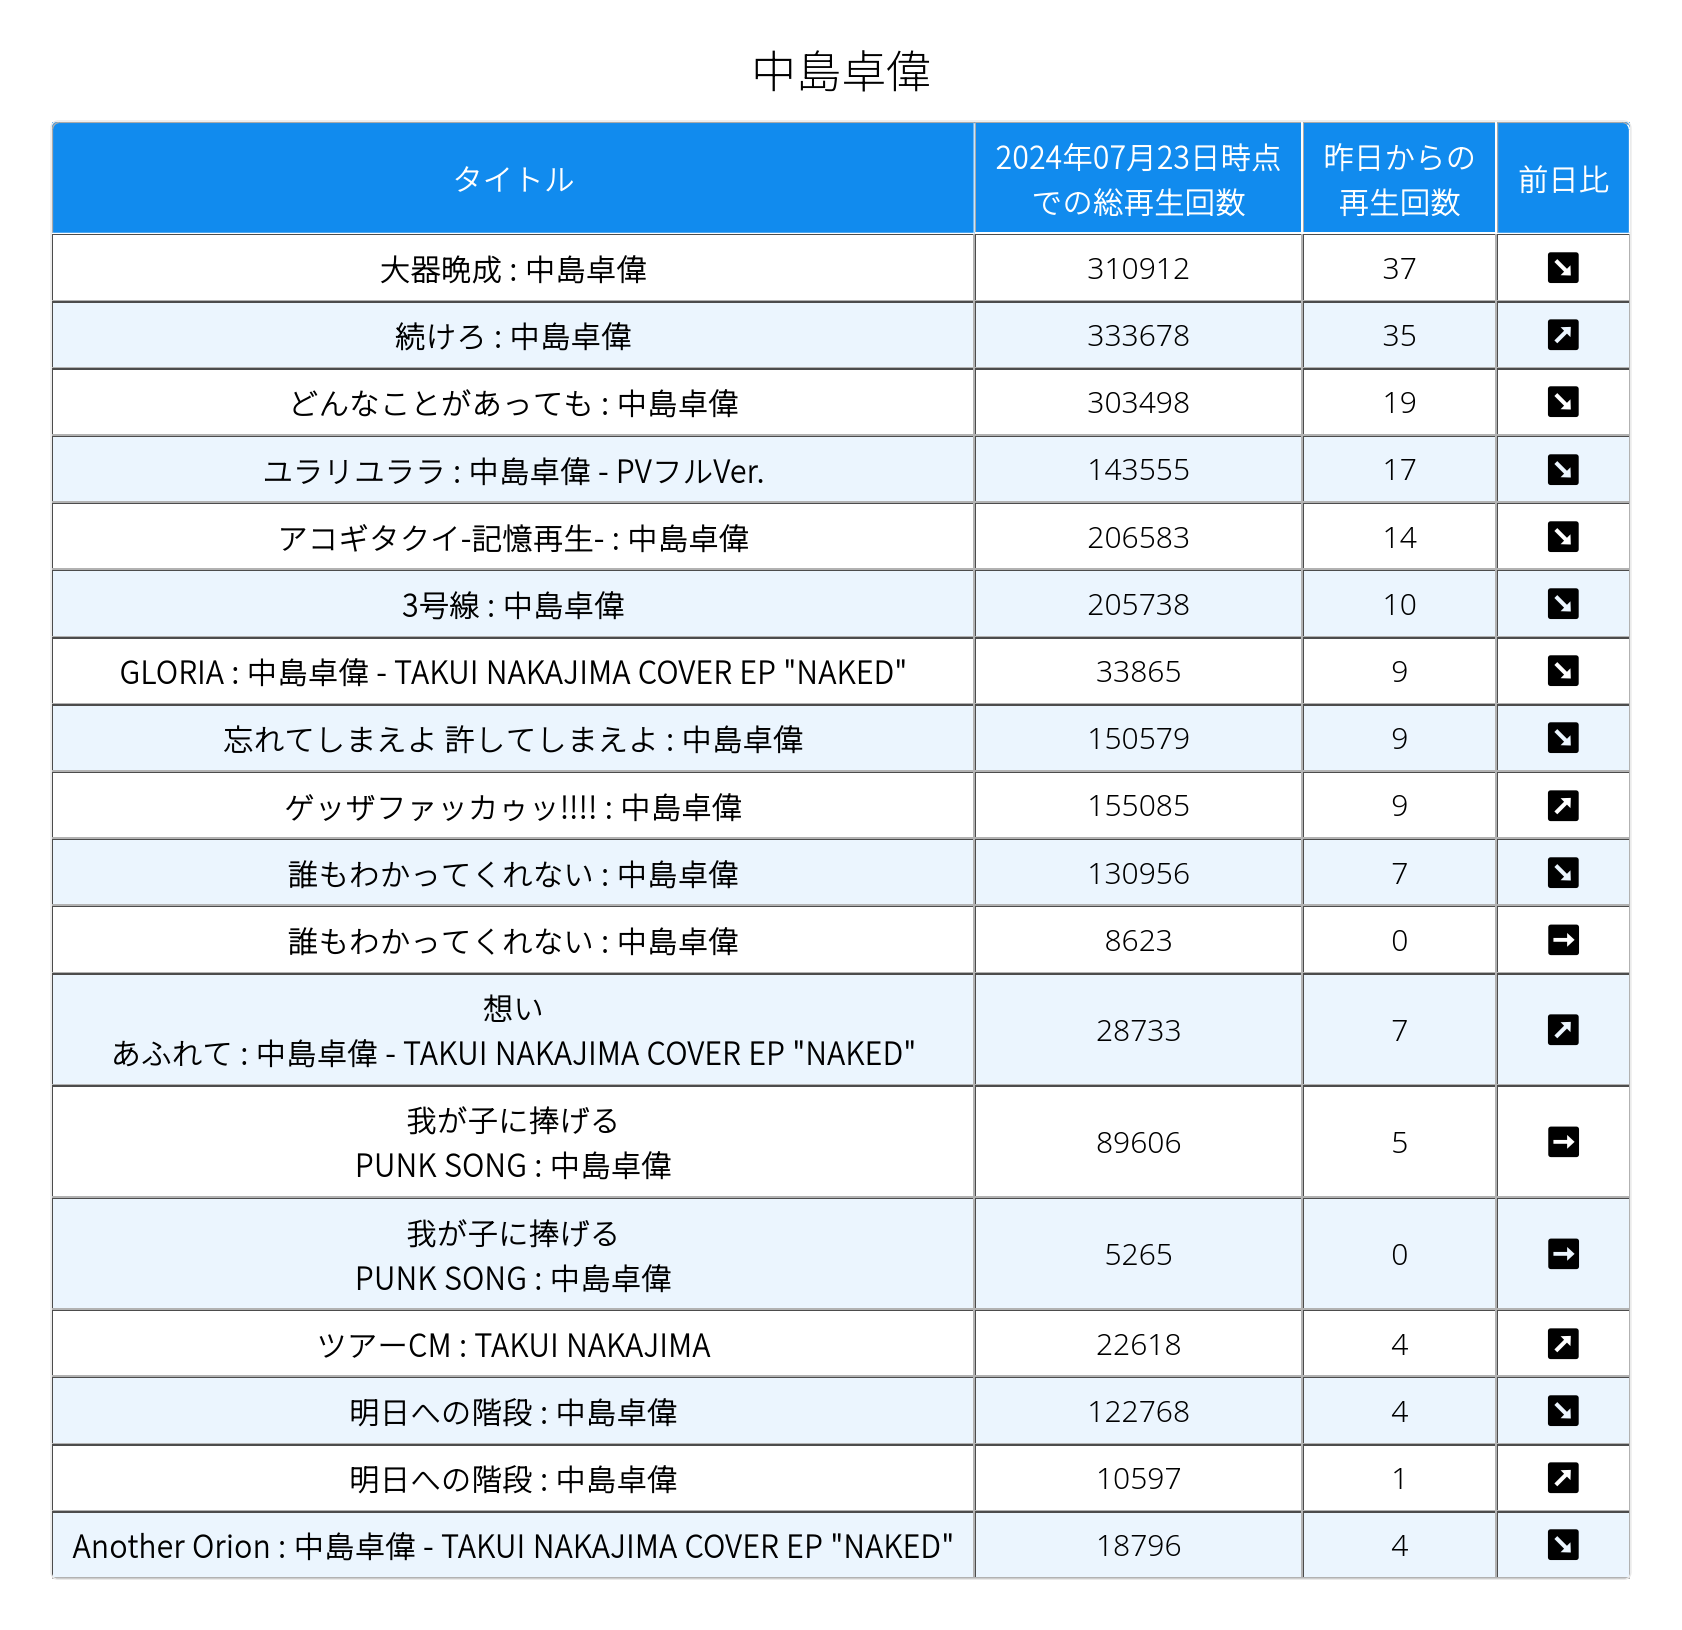 中島卓偉
タイトル
2024年07月23日時点
での総再生回数
昨日からの
再生回数
前日比
大器晩成 : 中島卓偉 310912 37 ↘
続けろ : 中島卓偉 333678 35 ↗
どんなことがあっても : 中島卓偉 303498 19 ↘
ユラリユララ : 中島卓偉 - PVフルVer. 143555 17 ↘
アコギタクイ-記憶再生- : 中島卓偉 206583 14 ↘
3号線 : 中島卓偉 205738 10 ↘
GLORIA : 中島卓偉 - TAKUI NAKAJIMA COVER EP "NAKED" 33865 9 ↘
忘れてしまえよ 許してしまえよ : 中島卓偉 150579 9 ↘
ゲッザファッカゥッ!!!! : 中島卓偉 155085 9 ↗
誰もわかってくれない : 中島卓偉 130956 7 ↘
誰もわかってくれない : 中島卓偉 8623 0 →
想い
あふれて : 中島卓偉 - TAKUI NAKAJIMA COVER EP "NAKED" 28733 7 ↗
我が子に捧げる
PUNK SONG : 中島卓偉 89606 5 →
我が子に捧げる
PUNK SONG : 中島卓偉 5265 0 →
ツアーCM : TAKUI NAKAJIMA 22618 4 ↗
明日への階段 : 中島卓偉 122768 4 ↘
明日への階段 : 中島卓偉 10597 1 ↗
Another Orion : 中島卓偉 - TAKUI NAKAJIMA COVER EP "NAKED" 18796 4 ↘